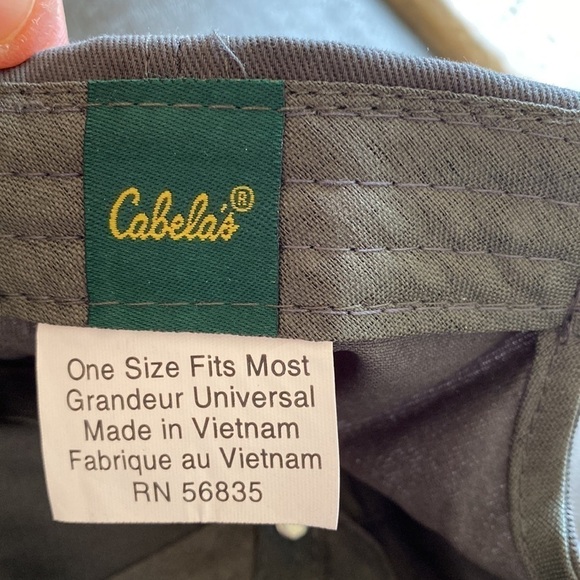 Cabela's®
One Size Fits Most
Grandeur Universal
Made in Vietnam
Fabrique au Vietnam
RN 56835